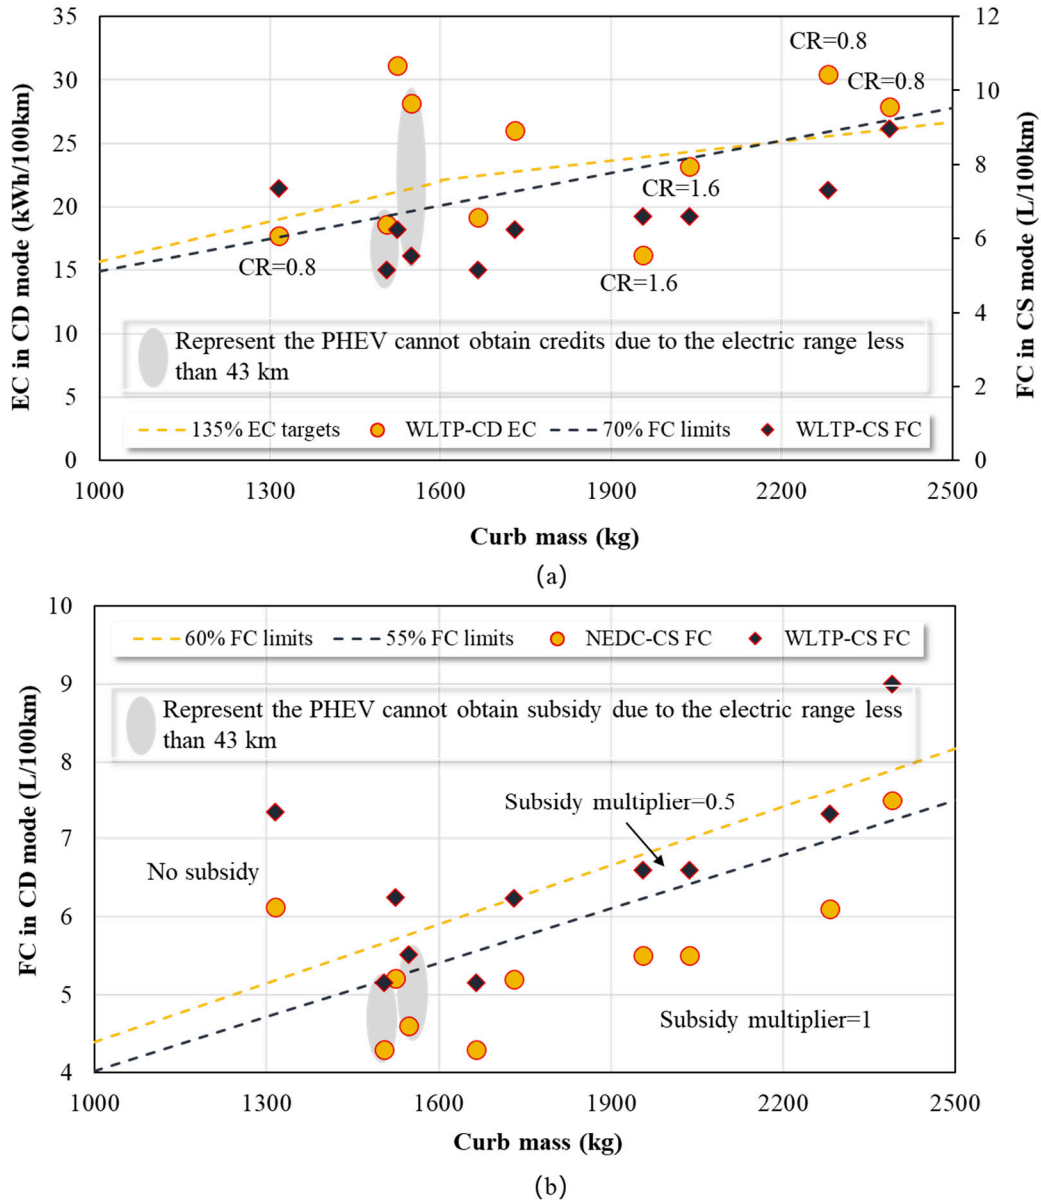 35
30
25
20
15
10
5
0
EC in CD mode (kWh/100km)
12
10
8
6
4
2
0
FC in CS mode (L/100km)
CR=0.8
CR=0.8
CR=1.6
CR=0.8
CR=1.6
Represent the PHEV cannot obtain credits due to the electric range less
than 43 km
135% EC targets WLTP-CD EC 70% FC limits WLTP-CS FC
1000 1300 1600 1900 2200 2500
Curb mass (kg)
(a)
10
9
8
7
6
5
4
FC in CD mode (L/100km)
60% FC limits 55% FC limits NEDC-CS FC WLTP-CS FC
Represent the PHEV cannot obtain subsidy due to the electric range less
than 43 km
Subsidy multiplier=0.5
No subsidy
Subsidy multiplier=1
1000 1300 1600 1900 2200 2500
Curb mass (kg)
(b)